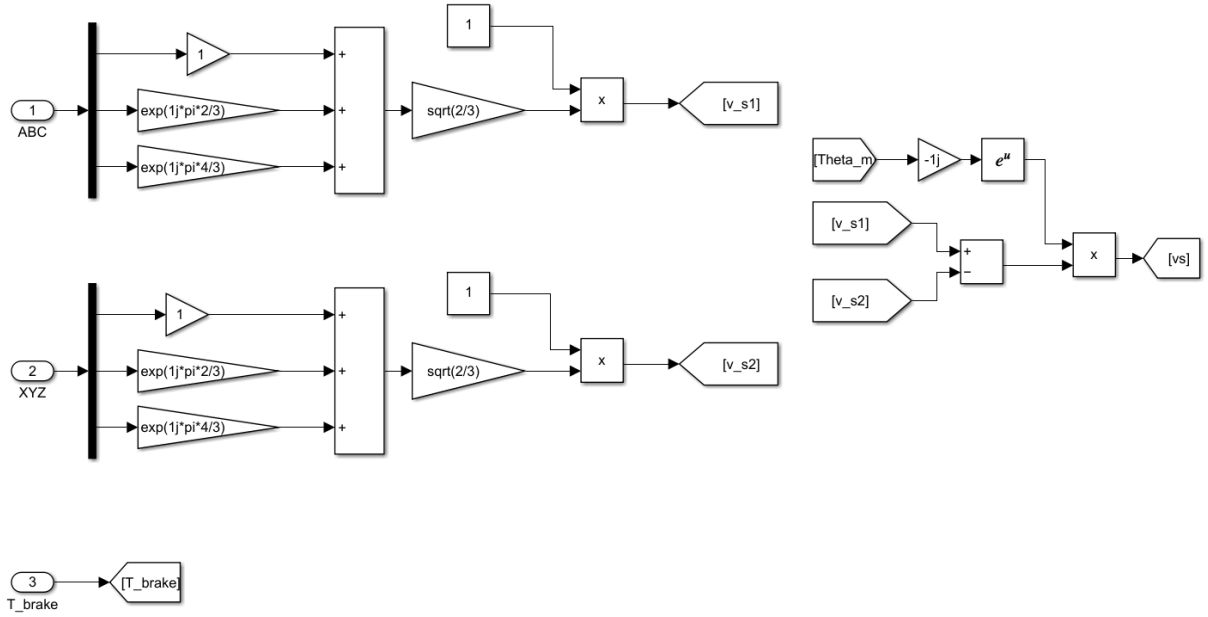 1
1
+
exp(1j*pi*2/3)
+
exp(1j*pi*4/3)
+
1
ABC
sqrt(2/3)
x
[v_s1]
[Theta_m
-1j
e^u
[v_s1]
[v_s2]
+
−
x
[vs]
1
1
+
exp(1j*pi*2/3)
+
exp(1j*pi*4/3)
+
2
XYZ
sqrt(2/3)
x
[v_s2]
3
T_brake
[T_brake]